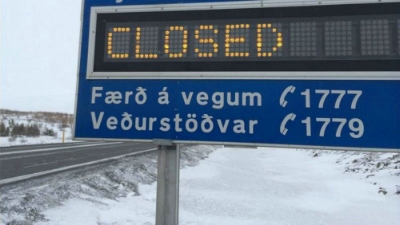 CLOSED
Færð á vegum ✆ 1777
Veðurstöðvar ✆ 1779